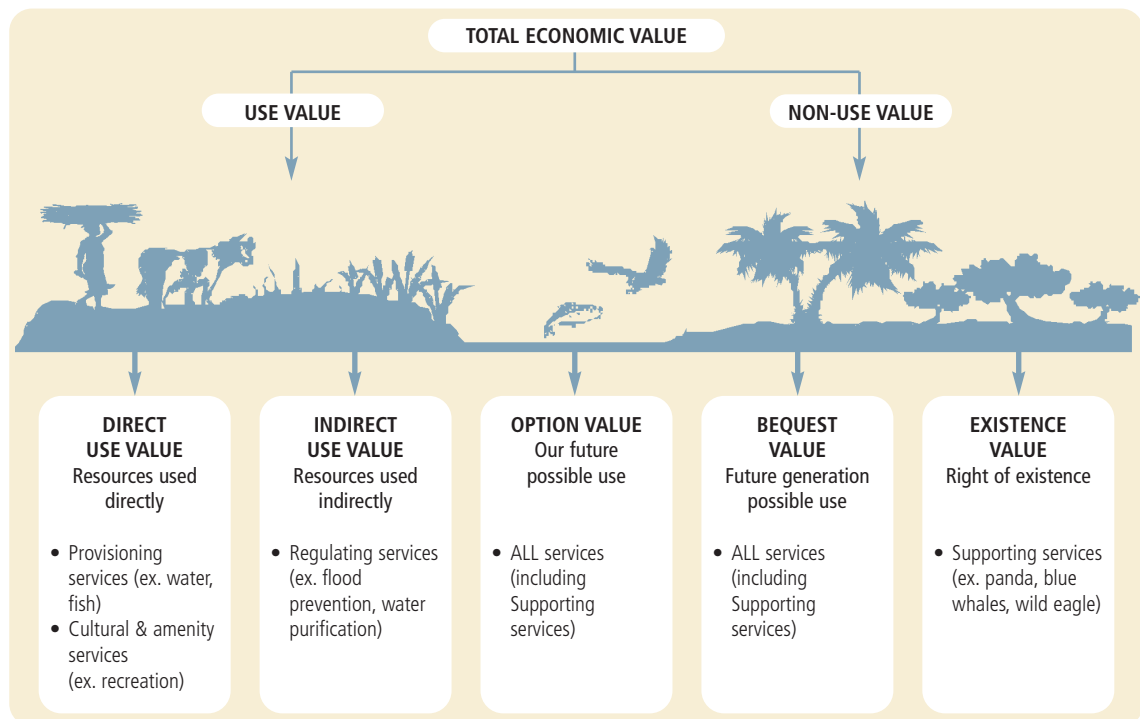 TOTAL ECONOMIC VALUE
USE VALUE
NON-USE VALUE
DIRECT
USE VALUE
Resources used
directly
• Provisioning
services (ex. water,
fish)
• Cultural & amenity
services
(ex. recreation)
INDIRECT
USE VALUE
Resources used
indirectly
• Regulating services
(ex. flood
prevention, water
purification)
OPTION VALUE
Our future
possible use
• ALL services
(including
Supporting
services)
BEQUEST
VALUE
Future generation
possible use
• ALL services
(including
Supporting
services)
EXISTENCE
VALUE
Right of existence
• Supporting services
(ex. panda, blue
whales, wild eagle)